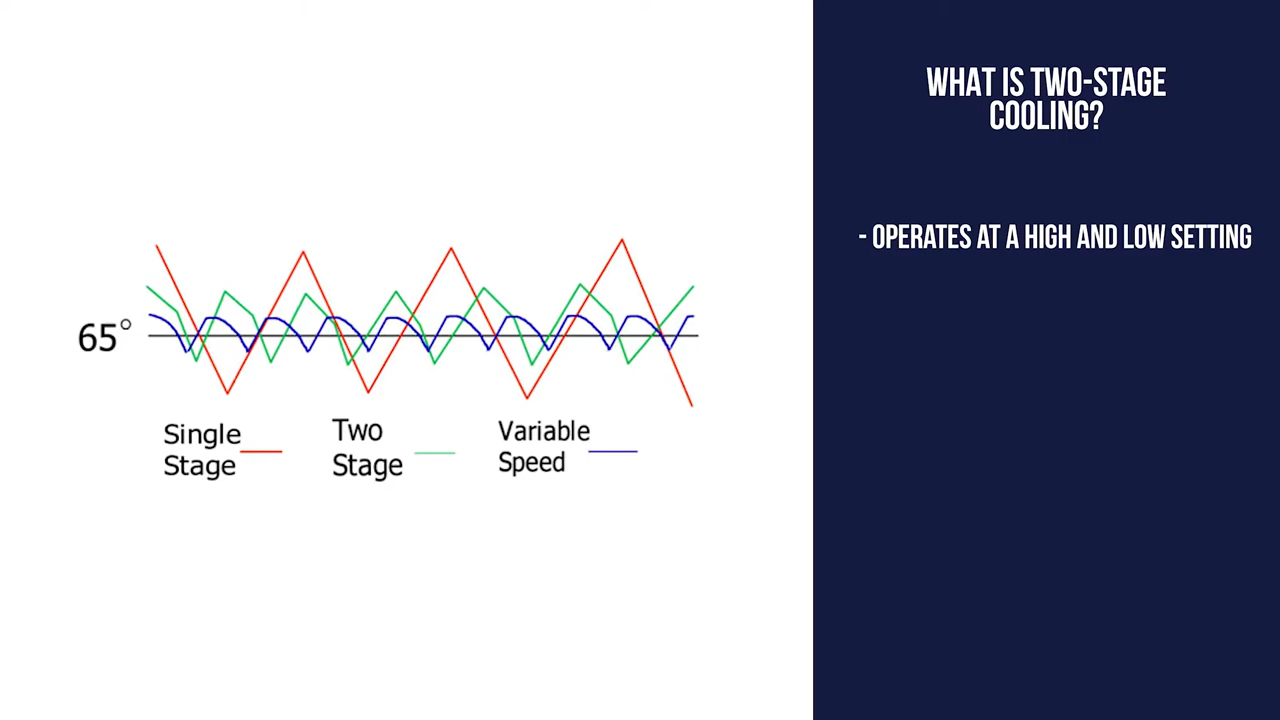 WHAT IS TWO-STAGE
COOLING?
- OPERATES AT A HIGH AND LOW SETTING
65°
Single
Stage
Two
Stage
Variable
Speed